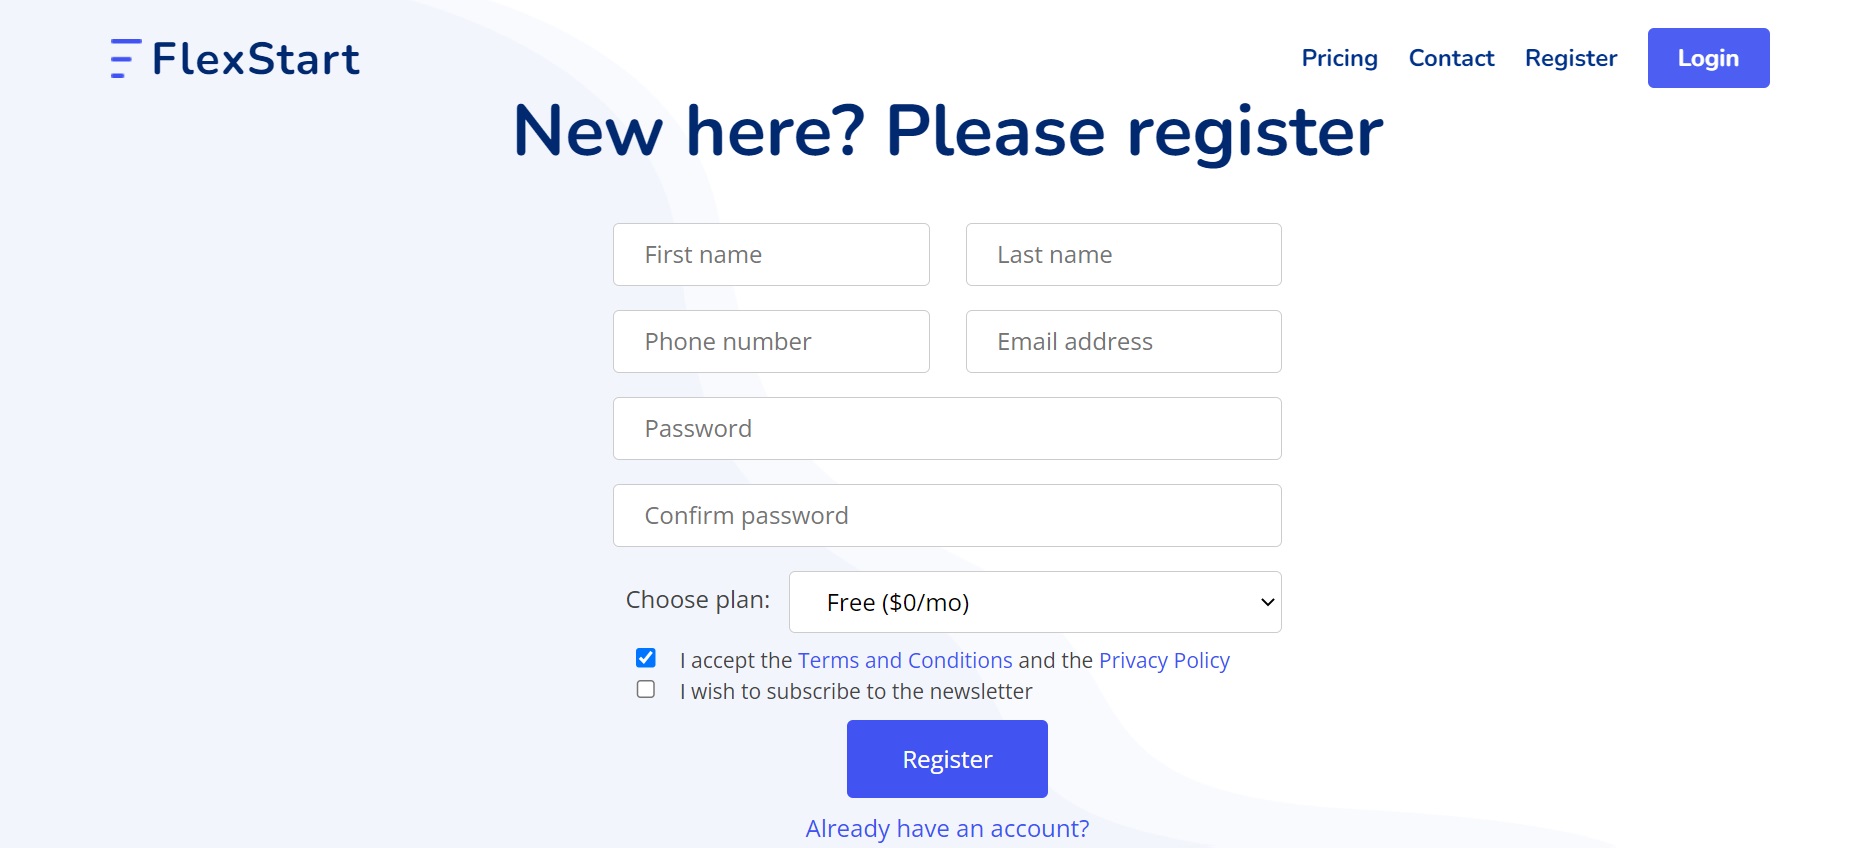 FlexStart
Pricing Contact Register Login
New here? Please register
First name Last name
Phone number Email address
Password
Confirm password
Choose plan: Free ($0/mo)
I accept the Terms and Conditions and the Privacy Policy
I wish to subscribe to the newsletter
Register
Already have an account?